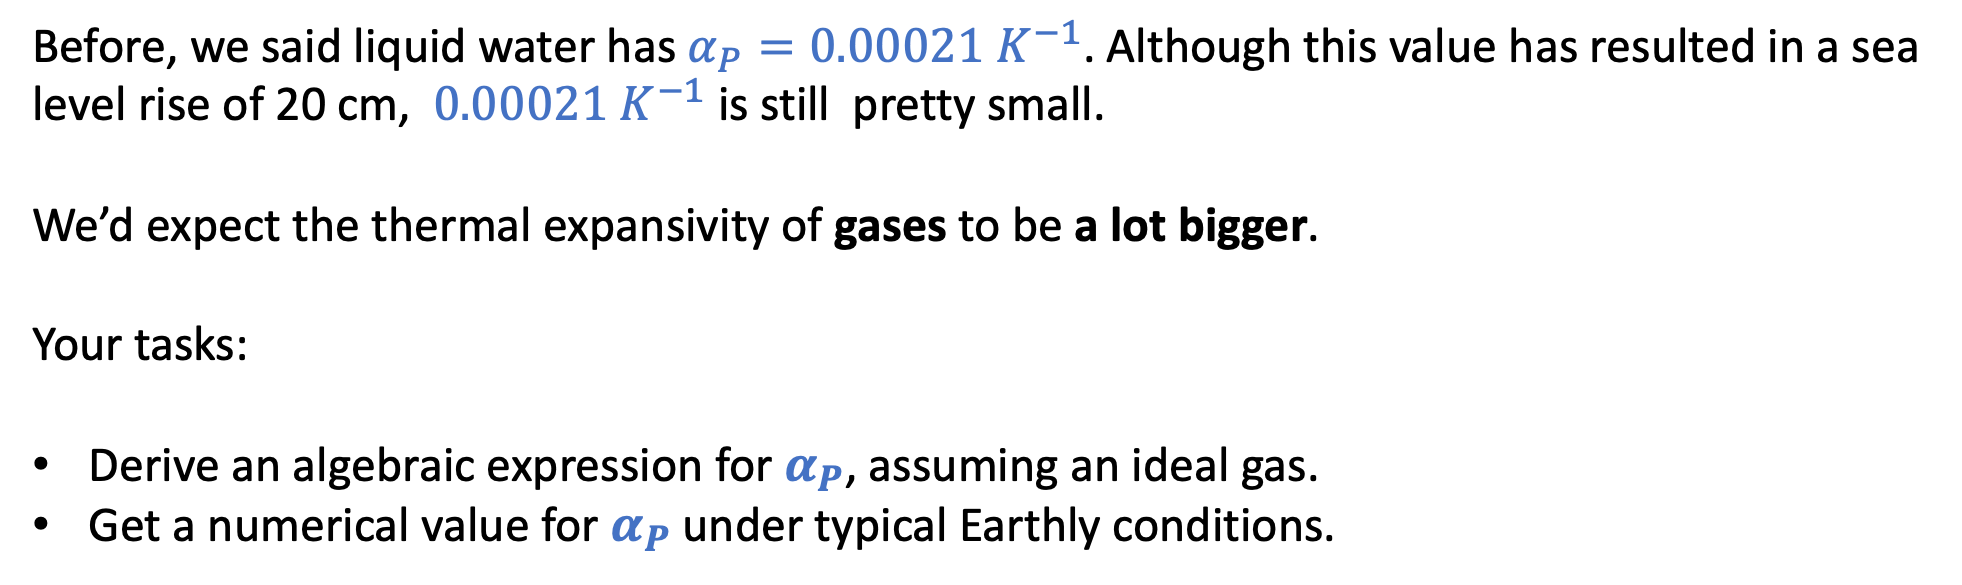 Before, we said liquid water has α_P = 0.00021 K⁻¹. Although this value has resulted in a sea
level rise of 20 cm, 0.00021 K⁻¹ is still pretty small.
We’d expect the thermal expansivity of gases to be a lot bigger.
Your tasks:
• Derive an algebraic expression for α_P, assuming an ideal gas.
• Get a numerical value for α_P under typical Earthly conditions.